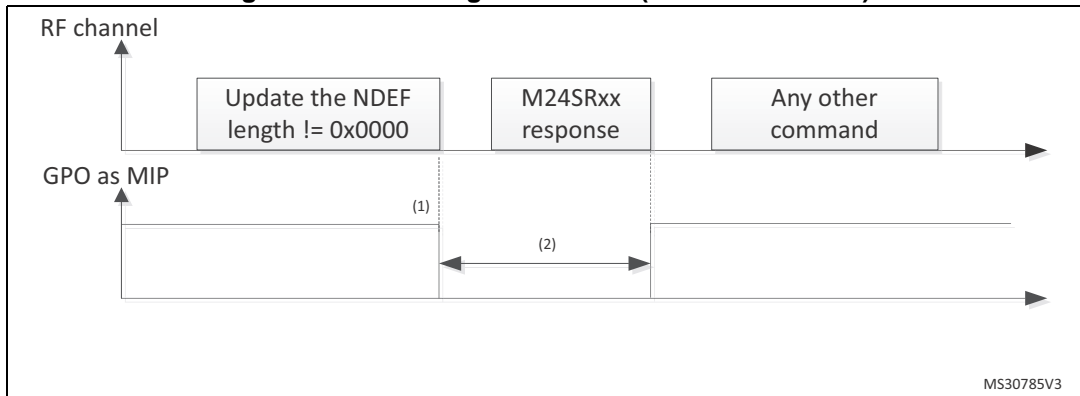 RF channel
Update the NDEF
length != 0x0000
M24SRxx
response
Any other
command
GPO as MIP
(1)
(2)
MS30785V3